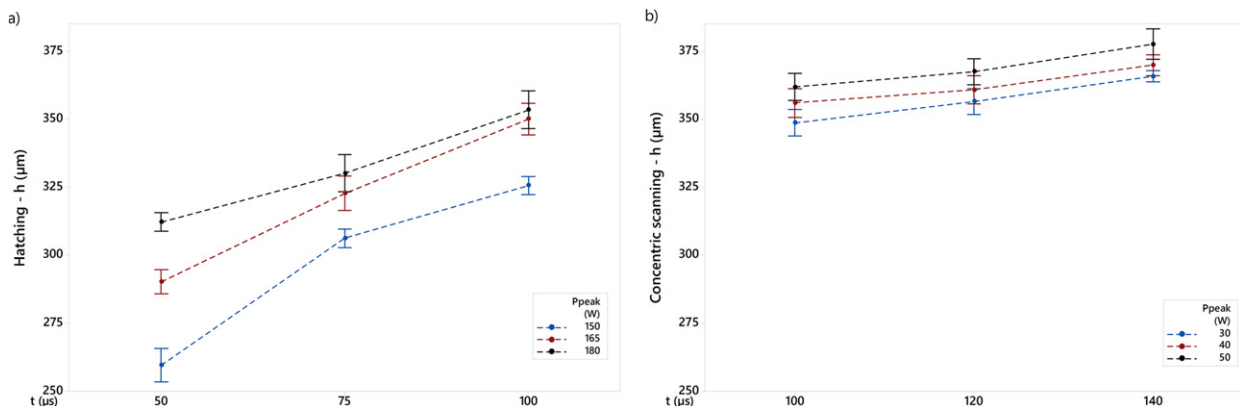 a)
Hatching - h (µm)
375
350
325
300
275
250
t (µs)
50
75
100
Ppeak
(W)
150
165
180
b)
Concentric scanning - h (µm)
375
350
325
300
275
250
t (µs)
100
120
140
Ppeak
(W)
30
40
50